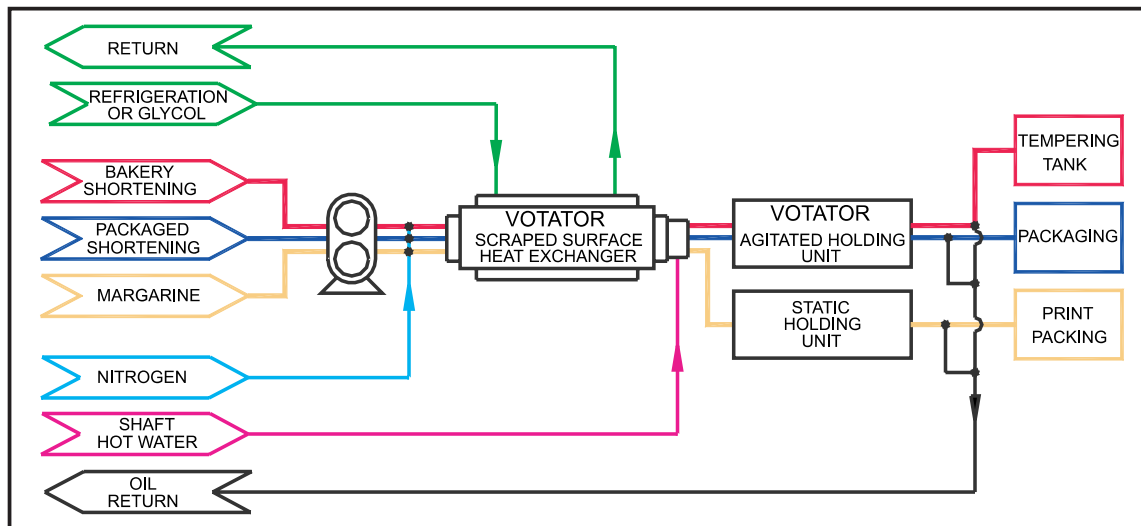 RETURN
REFRIGERATION
OR GLYCOL
BAKERY
SHORTENING
PACKAGED
SHORTENING
MARGARINE
NITROGEN
SHAFT
HOT WATER
OIL
RETURN
VOTATOR
SCRAPED SURFACE
HEAT EXCHANGER
VOTATOR
AGITATED HOLDING
UNIT
STATIC
HOLDING
UNIT
TEMPERING
TANK
PACKAGING
PRINT
PACKING